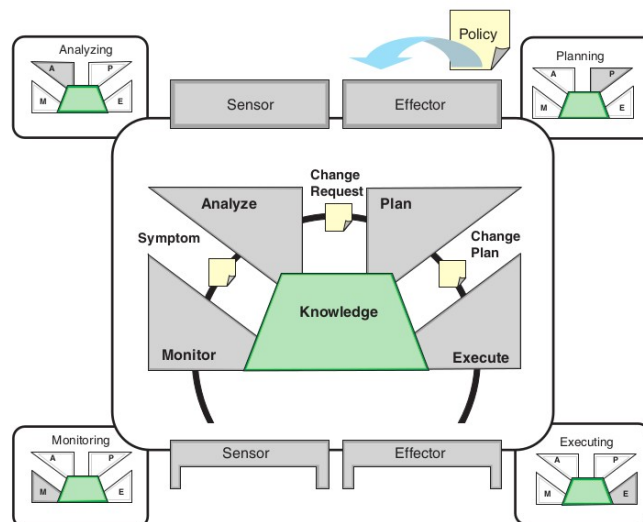 Analyzing
A
P
M
E
Policy
Planning
A
P
M
E
Sensor
Effector
Change
Request
Analyze
Plan
Symptom
Change
Plan
Knowledge
Monitor
Execute
Monitoring
A
P
M
E
Sensor
Effector
Executing
A
P
M
E